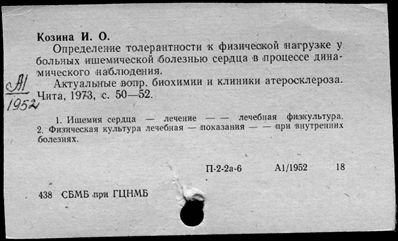 Козина И. О.
Определение толерантности к физической нагрузке у
больных ишемической болезнью сердца в процессе дина-
мического наблюдения.
Актуальные вопр. биохимии и клиники атеросклероза.
Чита, 1973, с. 50—52.
А1
1952
1. Ишемия сердца — лечение — — лечебная физкультура.
2. Физическая культура лечебная — показания — — при внутренних
болезнях.
П-2-2а-6 А1/1952 18
438 СБМБ при ГЦНМБ